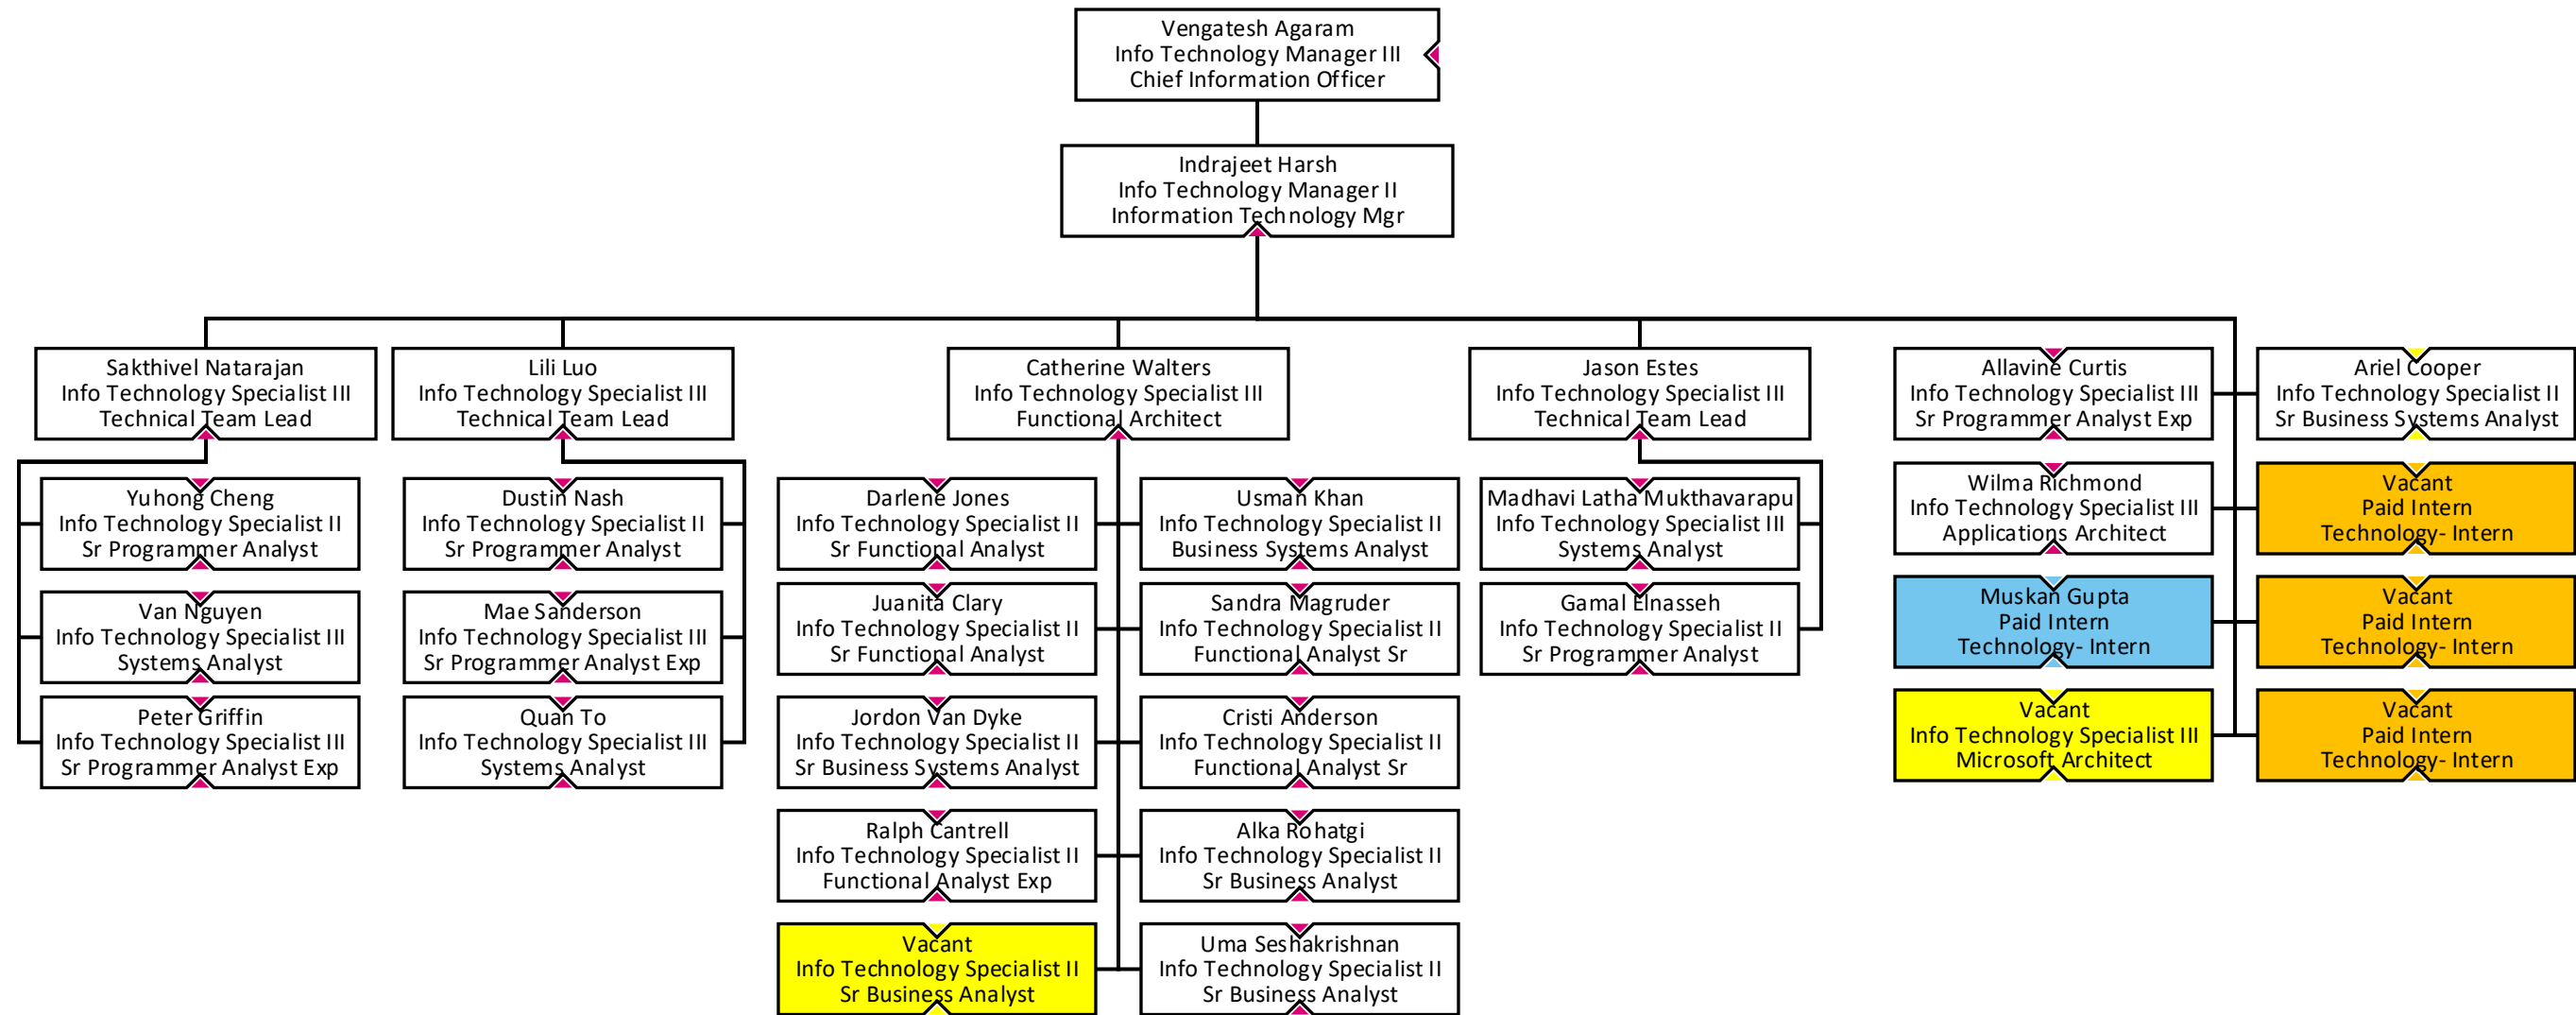 Vengatesh Agaram
Info Technology Manager III
Chief Information Officer
Indrajeet Harsh
Info Technology Manager II
Information Technology Mgr
Sakthivel Natarajan
Info Technology Specialist III
Technical Team Lead
Yuhong Cheng
Info Technology Specialist II
Sr Programmer Analyst
Van Nguyen
Info Technology Specialist III
Systems Analyst
Peter Griffin
Info Technology Specialist III
Sr Programmer Analyst Exp
Lili Luo
Info Technology Specialist III
Technical Team Lead
Dustin Nash
Info Technology Specialist II
Sr Programmer Analyst
Mae Sanderson
Info Technology Specialist III
Sr Programmer Analyst Exp
Quan To
Info Technology Specialist III
Systems Analyst
Catherine Walters
Info Technology Specialist III
Functional Architect
Darlene Jones
Info Technology Specialist II
Sr Functional Analyst
Usman Khan
Info Technology Specialist II
Business Systems Analyst
Juanita Clary
Info Technology Specialist II
Sr Functional Analyst
Sandra Magruder
Info Technology Specialist II
Functional Analyst Sr
Jordon Van Dyke
Info Technology Specialist II
Sr Business Systems Analyst
Cristi Anderson
Info Technology Specialist II
Functional Analyst Sr
Ralph Cantrell
Info Technology Specialist II
Functional Analyst Exp
Alka Rohatgi
Info Technology Specialist II
Sr Business Analyst
Vacant
Info Technology Specialist II
Sr Business Analyst
Uma Seshakrishnan
Info Technology Specialist II
Sr Business Analyst
Jason Estes
Info Technology Specialist III
Technical Team Lead
Madhavi Latha Mukthavarapu
Info Technology Specialist III
Systems Analyst
Gamal Elnasseh
Info Technology Specialist II
Sr Programmer Analyst
Allavine Curtis
Info Technology Specialist III
Sr Programmer Analyst Exp
Ariel Cooper
Info Technology Specialist II
Sr Business Systems Analyst
Wilma Richmond
Info Technology Specialist III
Applications Architect
Vacant
Paid Intern
Technology- Intern
Muskan Gupta
Paid Intern
Technology- Intern
Vacant
Paid Intern
Technology- Intern
Vacant
Info Technology Specialist III
Microsoft Architect
Vacant
Paid Intern
Technology- Intern